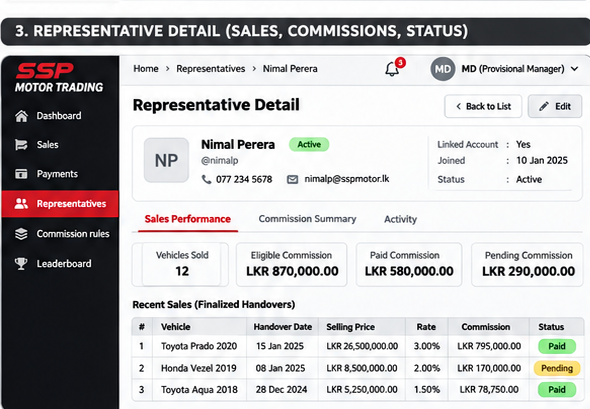 3. REPRESENTATIVE DETAIL (SALES, COMMISSIONS, STATUS)
SSP
MOTOR TRADING
Dashboard
Sales
Payments
Representatives
Commission rules
Leaderboard
Home > Representatives > Nimal Perera
3
MD MD (Provisional Manager)
Representative Detail
< Back to List
Edit
NP
Nimal Perera Active
@nimalp
077 234 5678 nimalp@sspmotor.lk
Linked Account : Yes
Joined : 10 Jan 2025
Status : Active
Sales Performance Commission Summary Activity
Vehicles Sold
12
Eligible Commission
LKR 870,000.00
Paid Commission
LKR 580,000.00
Pending Commission
LKR 290,000.00
Recent Sales (Finalized Handovers)
# Vehicle Handover Date Selling Price Rate Commission Status
1 Toyota Prado 2020 15 Jan 2025 LKR 26,500,000.00 3.00% LKR 795,000.00 Paid
2 Honda Vezel 2019 08 Jan 2025 LKR 8,500,000.00 2.00% LKR 170,000.00 Pending
3 Toyota Aqua 2018 28 Dec 2024 LKR 5,250,000.00 1.50% LKR 78,750.00 Paid